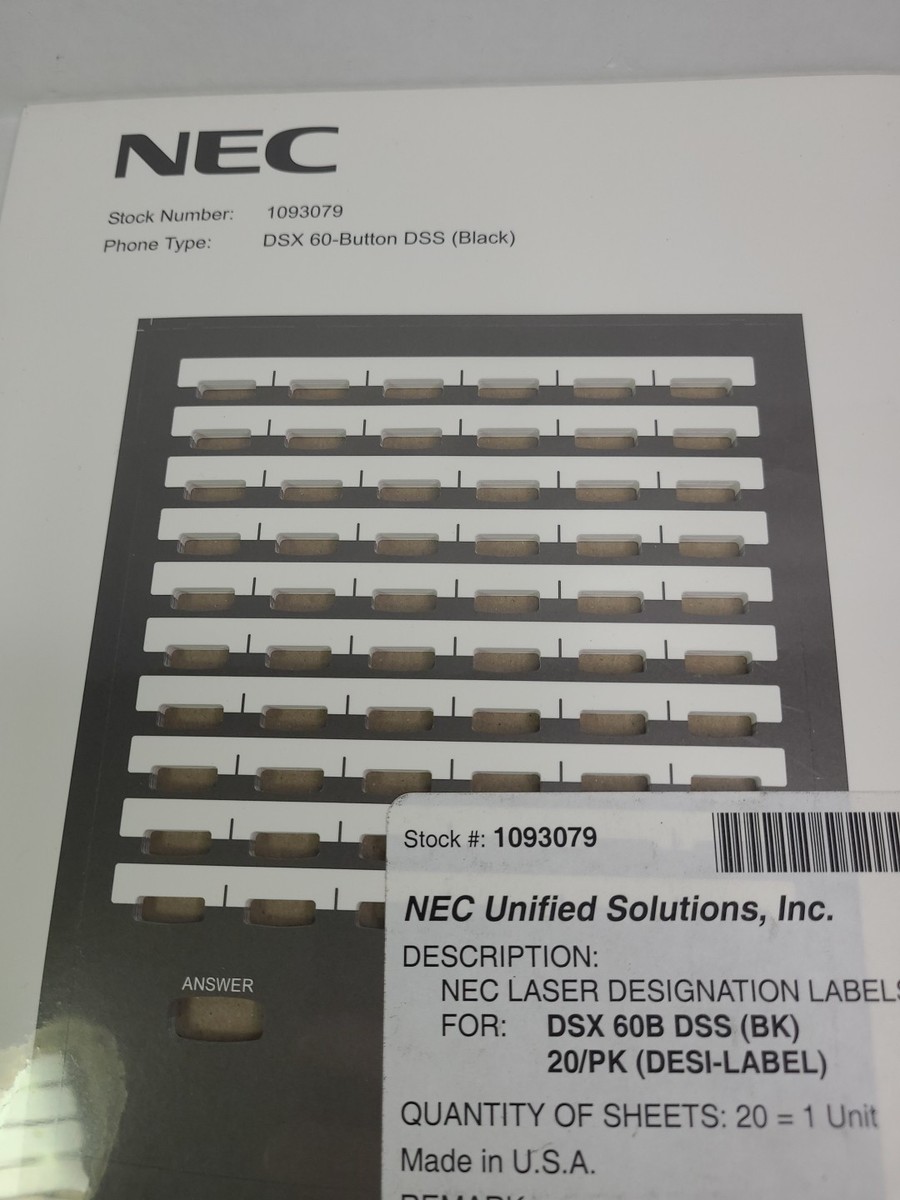 NEC
Stock Number: 1093079
Phone Type: DSX 60-Button DSS (Black)
Stock #: 1093079
NEC Unified Solutions, Inc.
DESCRIPTION:
NEC LASER DESIGNATION LABELS
FOR: DSX 60B DSS (BK)
20/PK (DESI-LABEL)
ANSWER
QUANTITY OF SHEETS: 20 = 1 Unit
Made in U.S.A.